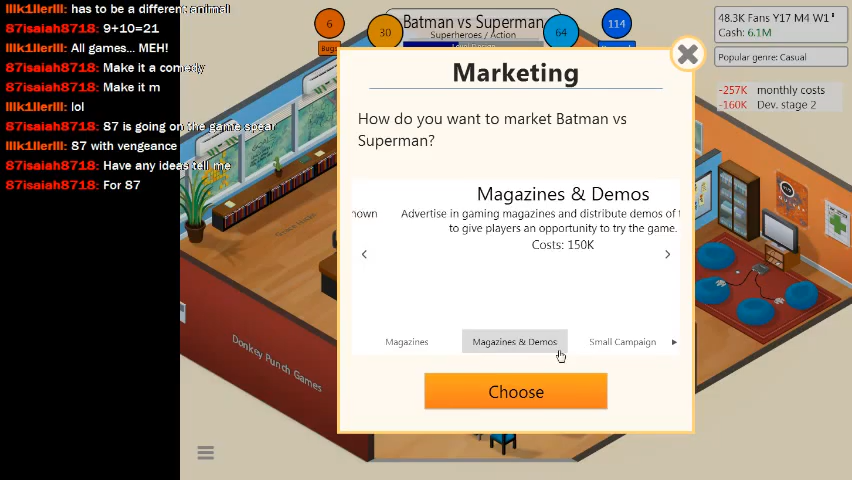 has to be a different animal
87isaiah8718: 9+10=21
lllk1llerlll: All games... MEH!
87isaiah8718: Make it a comedy
87isaiah8718: Make it m
lllk1llerlll: lol
87isaiah8718: 87 is going on the game spear
lllk1llerlll: 87 with vengeance
87isaiah8718: Have any ideas tell me
87isaiah8718: For 87
6
Bugs
30
Batman vs Superman
Superheroes / Action
64
114
48.3K Fans Y17 M4 W1
Cash: 6.1M
Popular genre: Casual
-257K monthly costs
-160K Dev. stage 2
Marketing
How do you want to market Batman vs
Superman?
Magazines & Demos
nown
Advertise in gaming magazines and distribute demos of t
to give players an opportunity to try the game.
Costs: 150K
Magazines
Magazines & Demos
Small Campaign
Choose
Donkey Punch Games